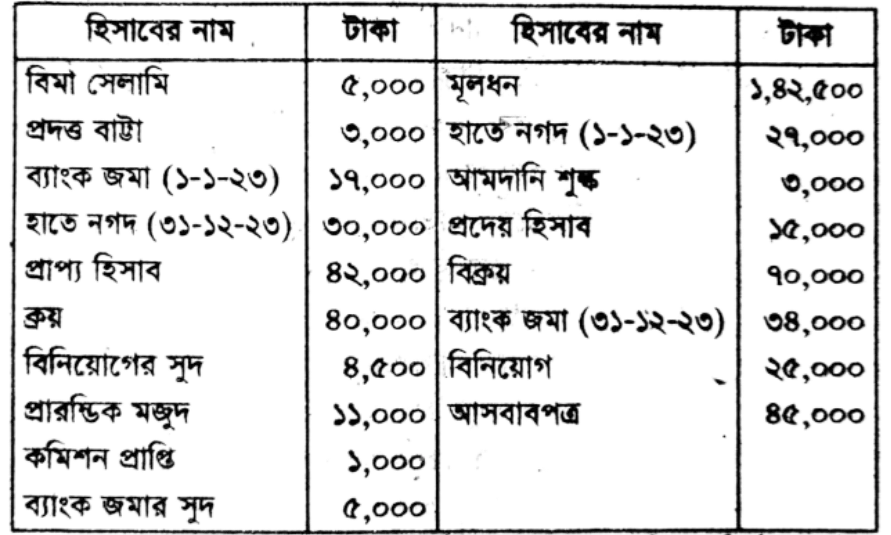 হিসাবের নাম টাকা হিসাবের নাম টাকা
বিমা সেলামি ৫,০০০ মূলধন ১,৪২,৫০০
প্রদত্ত বাট্টা ৩,০০০ হাতে নগদ (১-১-২৩) ২৭,০০০
ব্যাংক জমা (১-১-২৩) ১৭,০০০ আমদানি শুল্ক ৩,০০০
হাতে নগদ (৩১-১২-২৩) ৩০,০০০ প্রদেয় হিসাব ১৫,০০০
প্রাপ্য হিসাব ৪২,০০০ বিক্রয় ৭০,০০০
ক্রয় ৪০,০০০ ব্যাংক জমা (৩১-১২-২৩) ৩৪,০০০
বিনিয়োগের সুদ ৪,৫০০ বিনিয়োগ ২৫,০০০
প্রারম্ভিক মজুদ ১১,০০০ আসবাবপত্র ৪৫,০০০
কমিশন প্রাপ্তি ১,০০০
ব্যাংক জমার সুদ ৫,০০০